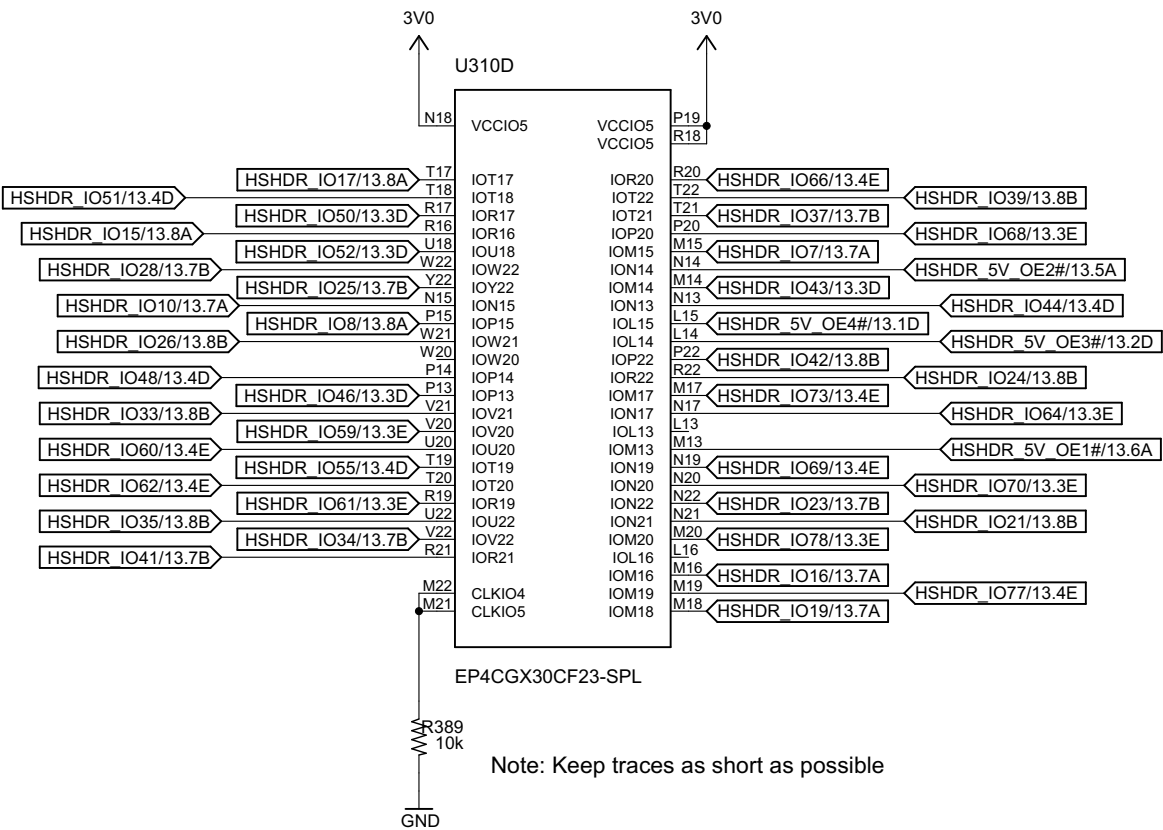 3V0 3V0
U310D
N18 VCCIO5 VCCIO5 P19
VCCIO5 R18
HSHDR_IO17/13.8A T17 IOT17 IOR20 R20 HSHDR_IO66/13.4E
HSHDR_IO51/13.4D T18 IOT18 IOT22 T22 HSHDR_IO39/13.8B
HSHDR_IO50/13.3D R17 IOR17 IOT21 T21 HSHDR_IO37/13.7B
HSHDR_IO15/13.8A R16 IOR16 IOP20 P20 HSHDR_IO68/13.3E
HSHDR_IO52/13.3D U18 IOU18 IOM15 M15 HSHDR_IO7/13.7A
HSHDR_IO28/13.7B W22 IOW22 ION14 N14 HSHDR_5V_OE2#/13.5A
HSHDR_IO25/13.7B Y22 IOY22 IOM14 M14 HSHDR_IO43/13.3D
HSHDR_IO10/13.7A N15 ION15 ION13 N13 HSHDR_IO44/13.4D
HSHDR_IO8/13.8A P15 IOP15 IOL15 L15 HSHDR_5V_OE4#/13.1D
HSHDR_IO26/13.8B W21 IOW21 IOL14 L14 HSHDR_5V_OE3#/13.2D
W20 IOW20 IOP22 P22 HSHDR_IO42/13.8B
HSHDR_IO48/13.4D P14 IOP14 IOR22 R22 HSHDR_IO24/13.8B
HSHDR_IO46/13.3D P13 IOP13 IOM17 M17 HSHDR_IO73/13.4E
HSHDR_IO33/13.8B V21 IOV21 ION17 N17 HSHDR_IO64/13.3E
HSHDR_IO59/13.3E V20 IOV20 IOL13 L13
HSHDR_IO60/13.4E U20 IOU20 IOM13 M13 HSHDR_5V_OE1#/13.6A
HSHDR_IO55/13.4D T19 IOT19 ION19 N19 HSHDR_IO69/13.4E
HSHDR_IO62/13.4E T20 IOT20 ION20 N20 HSHDR_IO70/13.3E
HSHDR_IO61/13.3E R19 IOR19 ION22 N22 HSHDR_IO23/13.7B
HSHDR_IO35/13.8B U22 IOU22 ION21 N21 HSHDR_IO21/13.8B
HSHDR_IO34/13.7B V22 IOV22 IOM20 M20 HSHDR_IO78/13.3E
HSHDR_IO41/13.7B R21 IOR21 IOL16 L16
IOM16 M16 HSHDR_IO16/13.7A
M22 CLKIO4 IOM19 M19 HSHDR_IO77/13.4E
M21 CLKIO5 IOM18 M18 HSHDR_IO19/13.7A
EP4CGX30CF23-SPL
R389
10k
Note: Keep traces as short as possible
GND